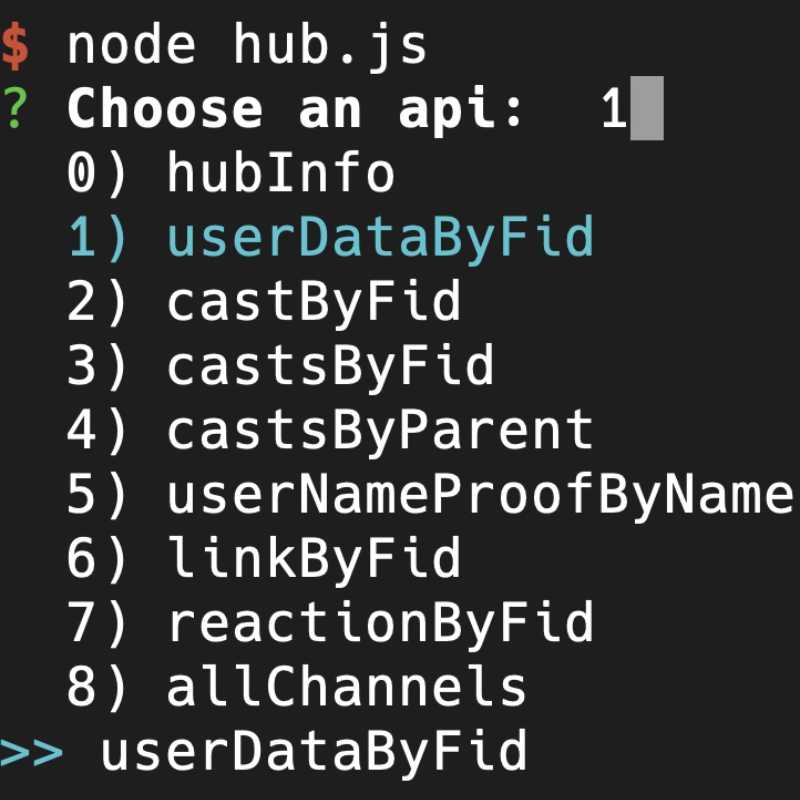 $ node hub.js
? Choose an api:  1
0) hubInfo
1) userDataByFid
2) castByFid
3) castsByFid
4) castsByParent
5) userNameProofByName
6) linkByFid
7) reactionByFid
8) allChannels
>> userDataByFid